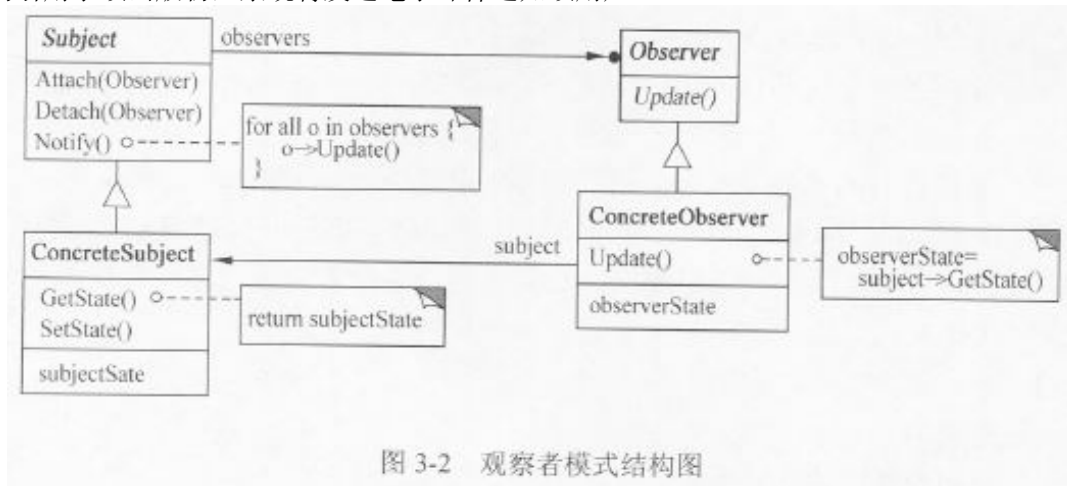 Subject
Attach(Observer)
Detach(Observer)
Notify()
observers
Observer
Update()
for all o in observers {
o->Update()
}
ConcreteSubject
GetState()
SetState()
subjectSate
return subjectState
subject
ConcreteObserver
Update()
observerState
observerState=
subject->GetState()
图 3-2 观察者模式结构图